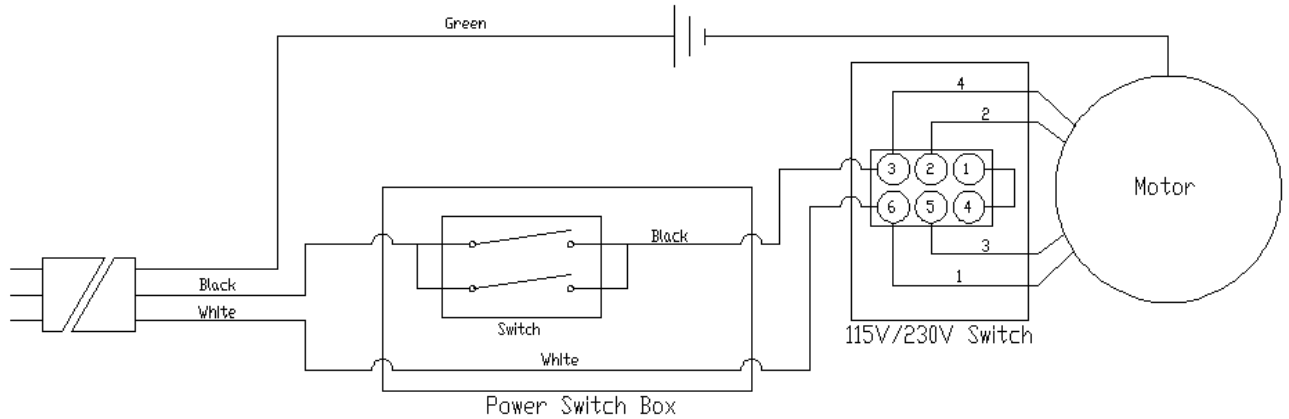 Green
4
2
3 2 1
Motor
6 5 4
Black
3
Black
1
White
Switch
115V/230V Switch
White
Power Switch Box